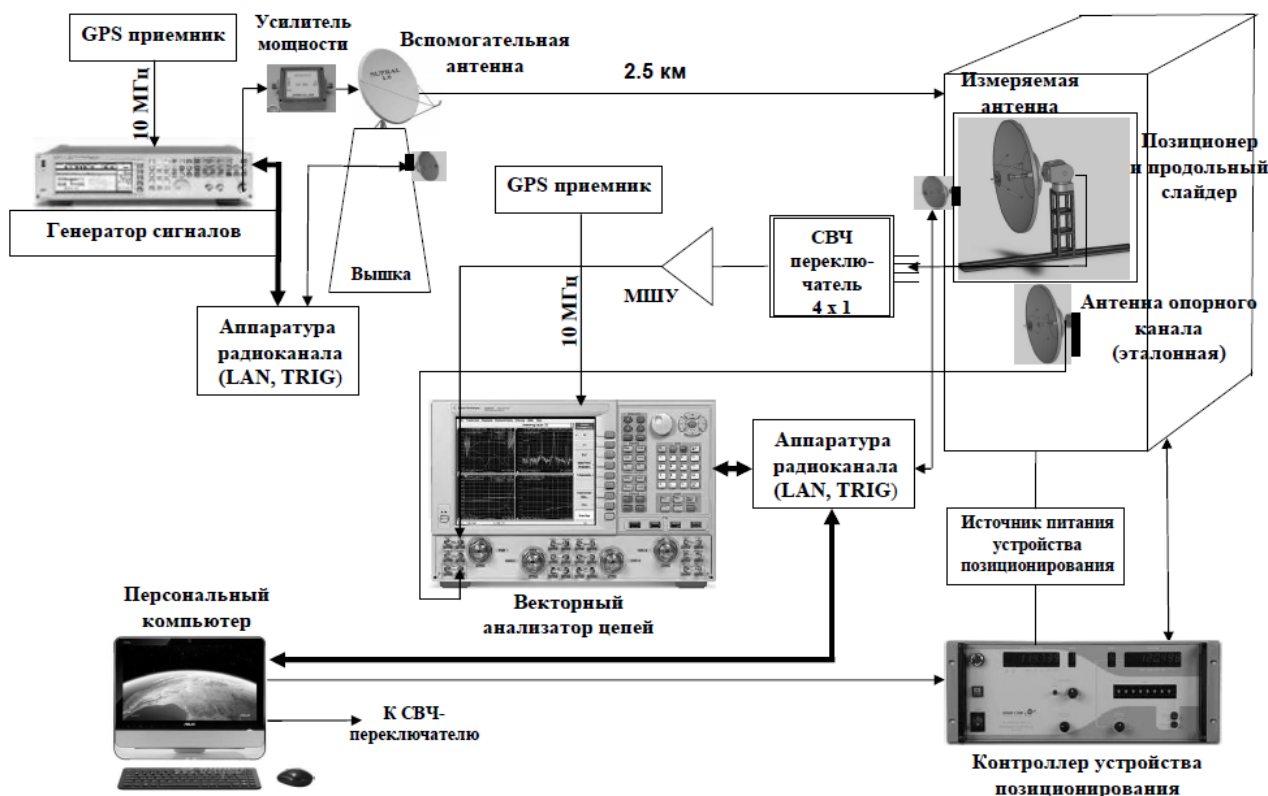 GPS приемник
10 МГц
Усилитель
мощности
Вспомогательная
антенна
2.5 км
Генератор сигналов
Вышка
Аппаратура
радиоканала
(LAN, TRIG)
GPS приемник
10 МГц
МШУ
СВЧ
переклю-
чатель
4 x 1
Измеряемая
антенна
Позиционер
и продольный
слайдер
Антенна опорного
канала
(эталонная)
Аппаратура
радиоканала
(LAN, TRIG)
Векторный
анализатор цепей
Источник питания
устройства
позиционирования
Персональный
компьютер
К СВЧ-
переключателю
Контроллер устройства
позиционирования